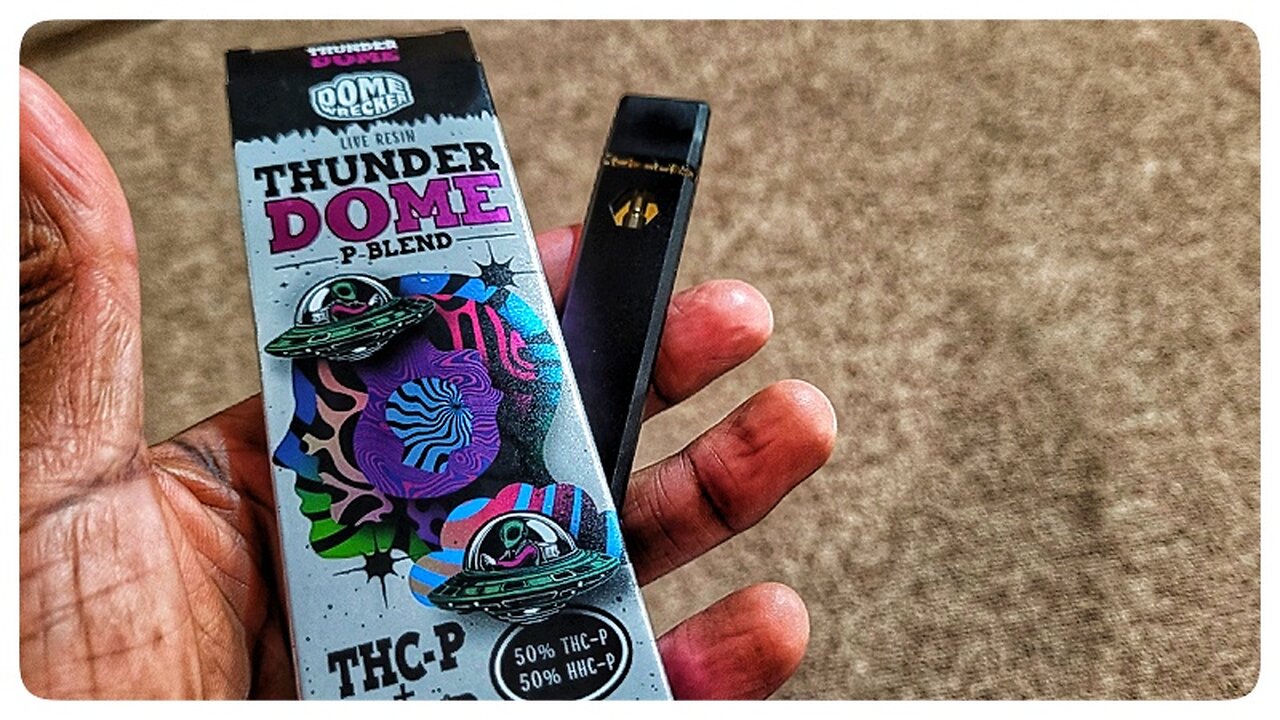 THUNDER
DOME
DOME
WRECKER
LIVE RESIN
THUNDER
DOME
P-BLEND
THC-P
+
50% THC-P
50% HHC-P